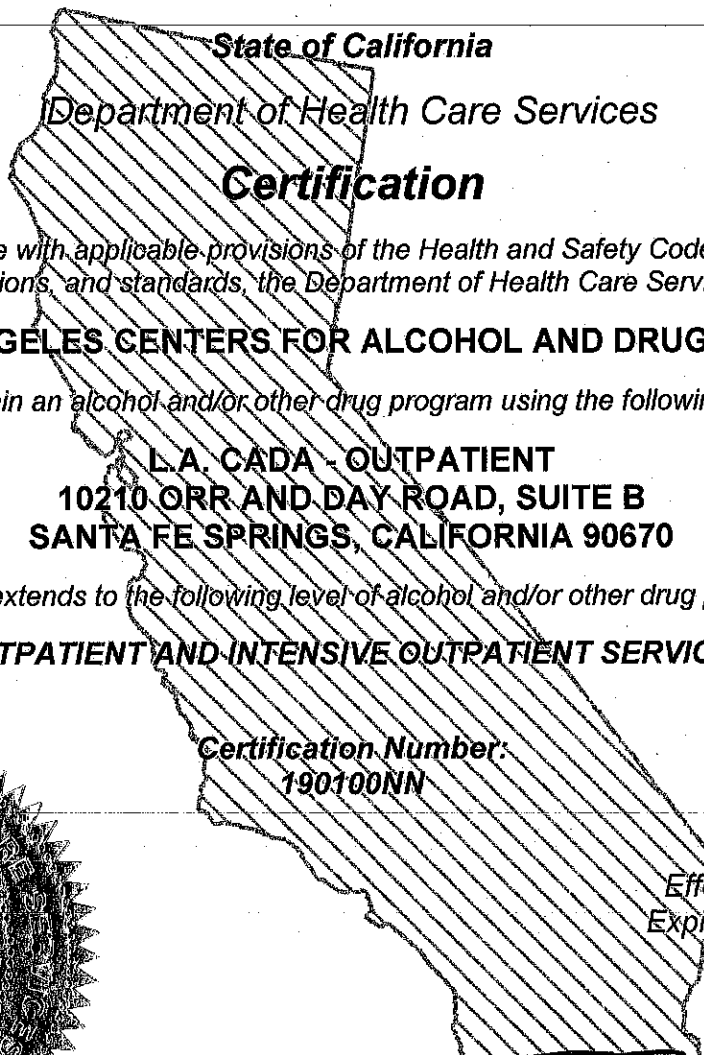 State of California
Department of Health Care Services
Certification
e with applicable provisions of the Health and Safety Code
ions, and standards, the Department of Health Care Serv
GELES CENTERS FOR ALCOHOL AND DRUG
in an alcohol and/or other drug program using the followi
L.A. CADA - OUTPATIENT
10210 ORR AND DAY ROAD, SUITE B
SANTA FE SPRINGS, CALIFORNIA 90670
extends to the following level of alcohol and/or other drug
TPATIENT AND INTENSIVE OUTPATIENT SERVIC
Certification Number:
190100NN
Effe
Expi
RE SERVICES